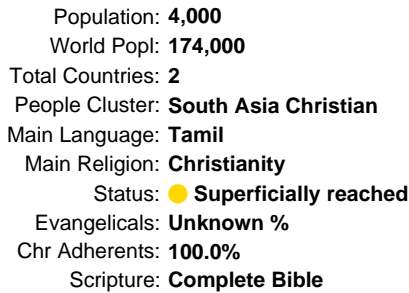 Population: 4,000
World Popl: 174,000
Total Countries: 2
People Cluster: South Asia Christian
Main Language: Tamil
Main Religion: Christianity
Status: Superficially reached
Evangelicals: Unknown %
Chr Adherents: 100.0%
Scripture: Complete Bible